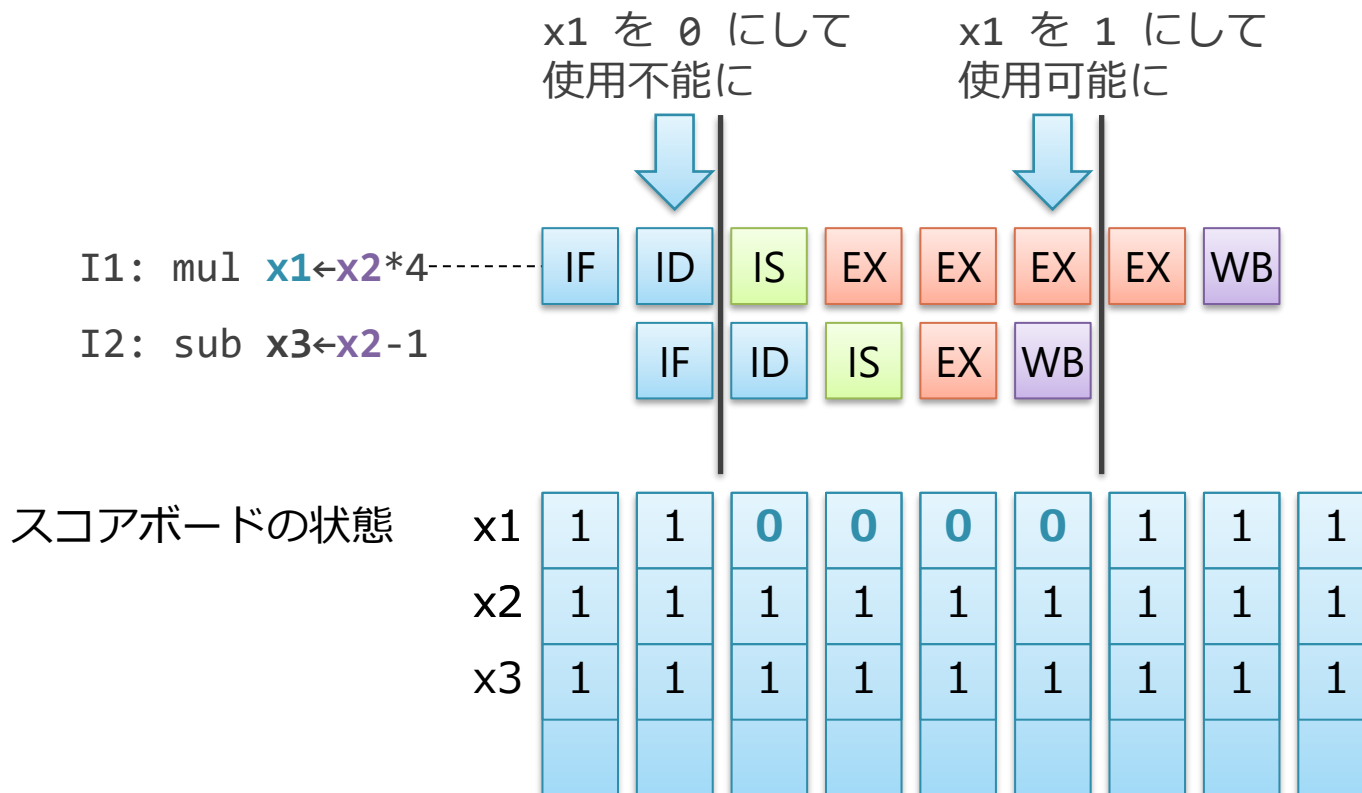 x1 を 0 にして
使用不能に
x1 を 1 にして
使用可能に
I1: mul x1←x2*4
IF ID IS EX EX EX EX WB
I2: sub x3←x2-1
IF ID IS EX WB
スコアボードの状態
x1 1 1 0 0 0 0 1 1 1
x2 1 1 1 1 1 1 1 1 1
x3 1 1 1 1 1 1 1 1 1